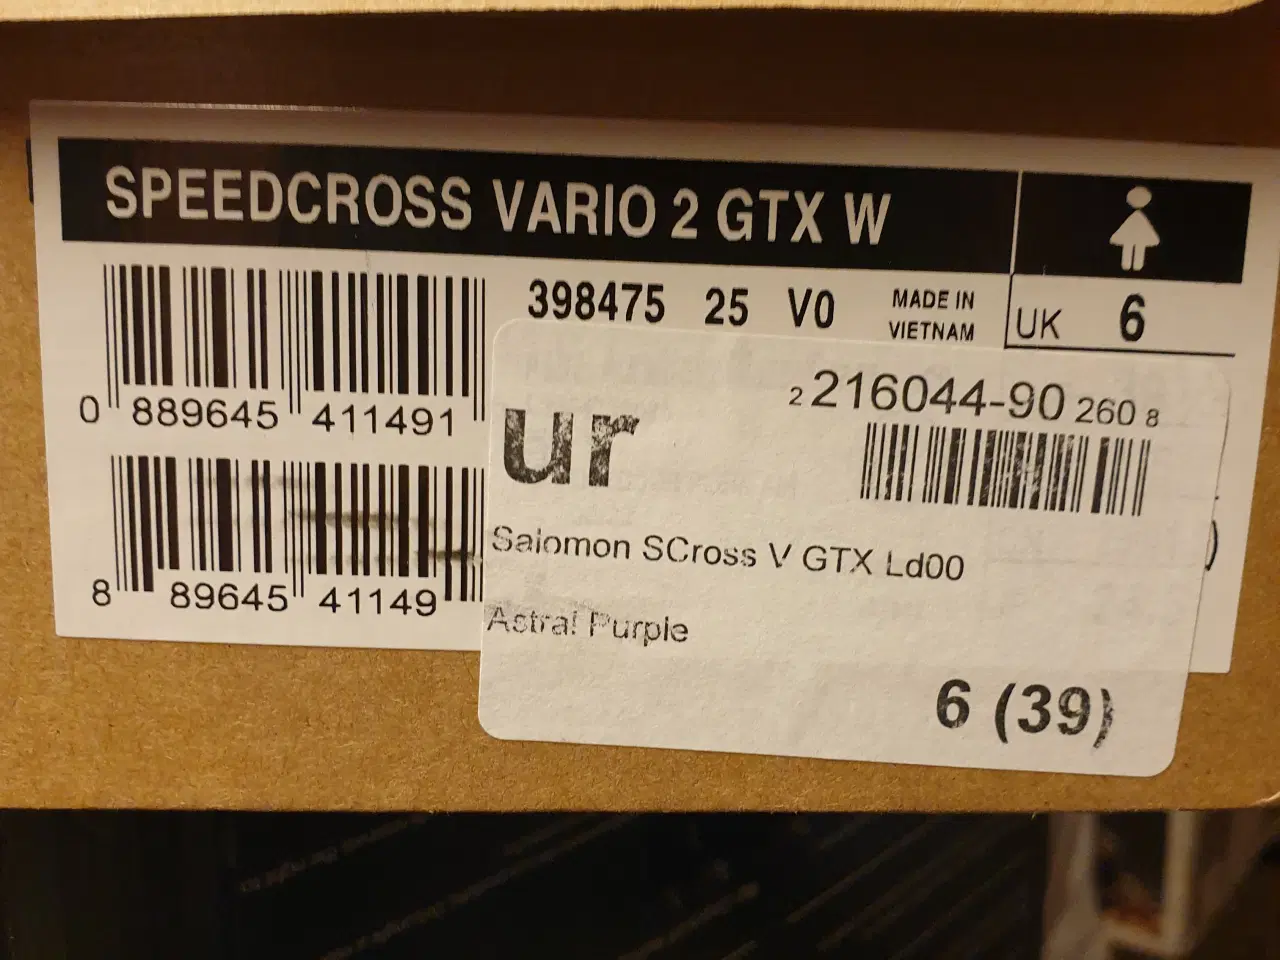 SPEEDCROSS VARIO 2 GTX W
398475 25 V0 MADE IN VIETNAM
UK 6
0 889645 411491
8 89645 41149
2 216044-90 260 8
ur
Salomon SCross V GTX Ld00
Astral Purple
6 (39)